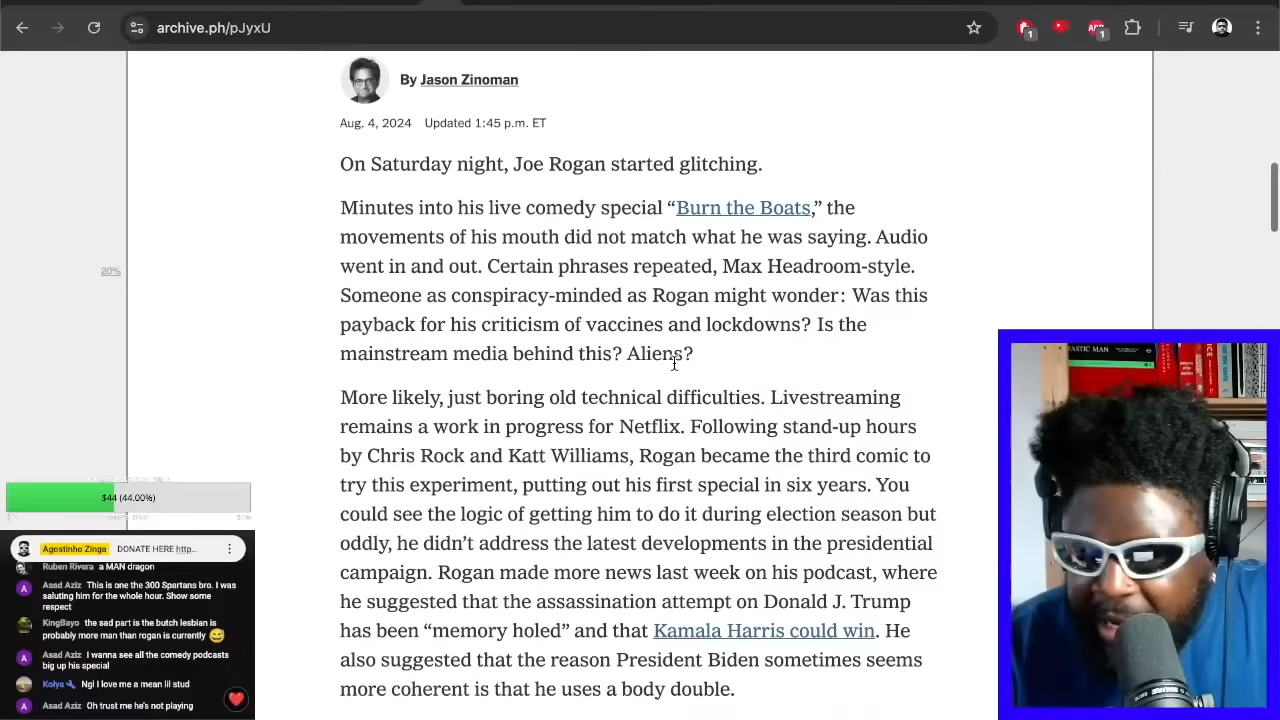 archive.ph/pJyxU
1
1
By Jason Zinoman
Aug. 4, 2024 Updated 1:45 p.m. ET
On Saturday night, Joe Rogan started glitching.
Minutes into his live comedy special “Burn the Boats,” the
movements of his mouth did not match what he was saying. Audio
went in and out. Certain phrases repeated, Max Headroom-style.
Someone as conspiracy-minded as Rogan might wonder: Was this
payback for his criticism of vaccines and lockdowns? Is the
mainstream media behind this? Aliens?
20%
More likely, just boring old technical difficulties. Livestreaming
remains a work in progress for Netflix. Following stand-up hours
by Chris Rock and Katt Williams, Rogan became the third comic to
try this experiment, putting out his first special in six years. You
could see the logic of getting him to do it during election season but
oddly, he didn’t address the latest developments in the presidential
campaign. Rogan made more news last week on his podcast, where
he suggested that the assassination attempt on Donald J. Trump
has been “memory holed” and that Kamala Harris could win. He
also suggested that the reason President Biden sometimes seems
more coherent is that he uses a body double.
$44 (44.00%)
Agostinho Zinga DONATE HERE http...
Ruben Rivera a MAN dragon
Asad Aziz This is one the 300 Spartans bro. I was
saluting him for the whole hour. Show some
respect
KingBayo the sad part is the butch lesbian is
probably more man than rogan is currently 😅
Asad Aziz I wanna see all the comedy podcasts
big up his special
Kolya Ngl I love me a mean lil stud
Asad Aziz Oh trust me he's not playing
TASTIC MAN